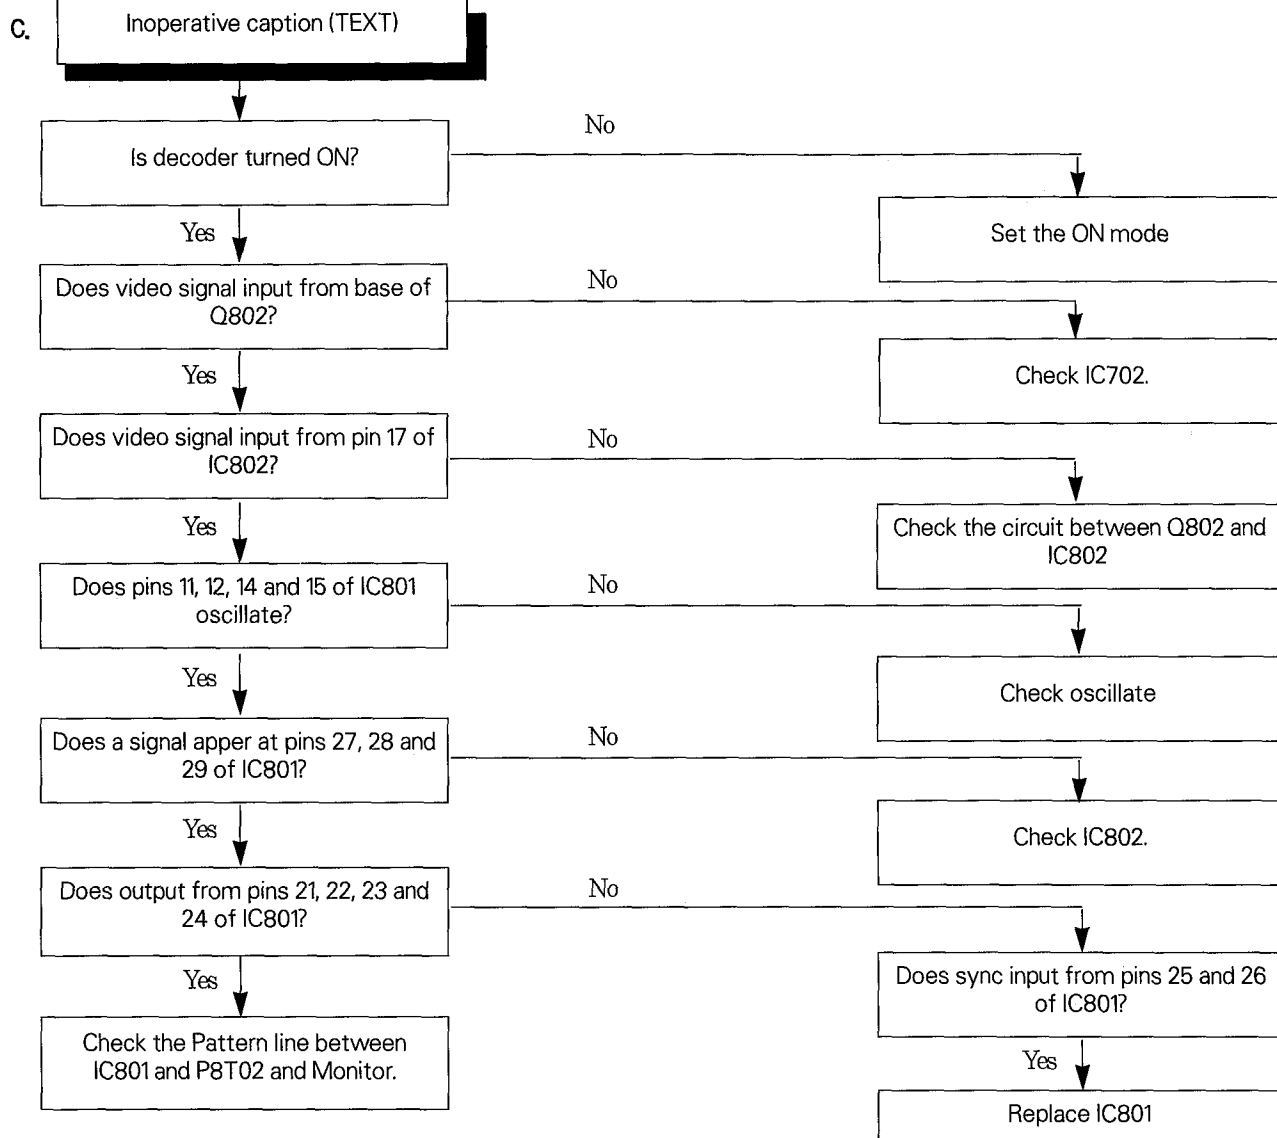 C.
Inoperative caption (TEXT)
Is decoder turned ON?
No
Set the ON mode
Yes
Does video signal input from base of
Q802?
No
Check IC702.
Yes
Does video signal input from pin 17 of
IC802?
No
Check the circuit between Q802 and
IC802
Yes
Does pins 11, 12, 14 and 15 of IC801
oscillate?
No
Check oscillate
Yes
Does a signal apper at pins 27, 28 and
29 of IC801?
No
Check IC802.
Yes
Does output from pins 21, 22, 23 and
24 of IC801?
No
Does sync input from pins 25 and 26
of IC801?
Yes
Replace IC801
Yes
Check the Pattern line between
IC801 and P8T02 and Monitor.